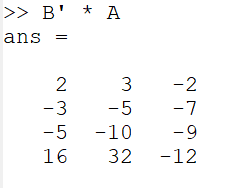 >> B' * A
ans =
2 3 -2
-3 -5 -7
-5 -10 -9
16 32 -12